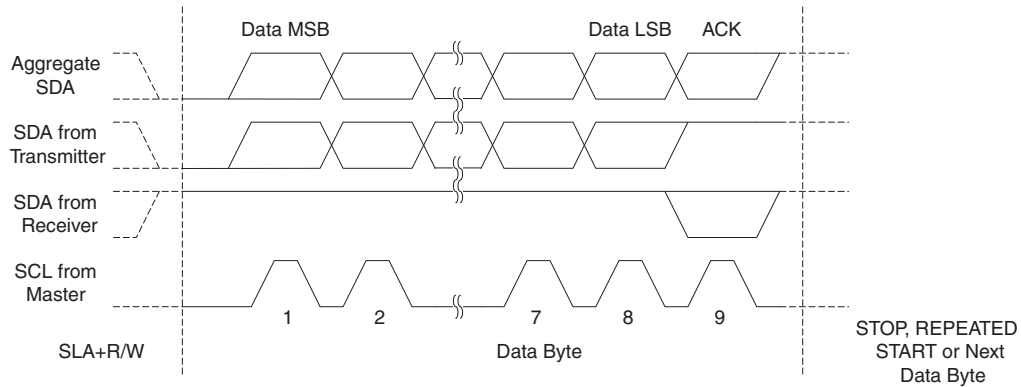 Data MSB
Data LSB
ACK
Aggregate
SDA
SDA from
Transmitter
SDA from
Receiver
SCL from
Master
1
2
7
8
9
SLA+R/W
Data Byte
STOP, REPEATED
START or Next
Data Byte